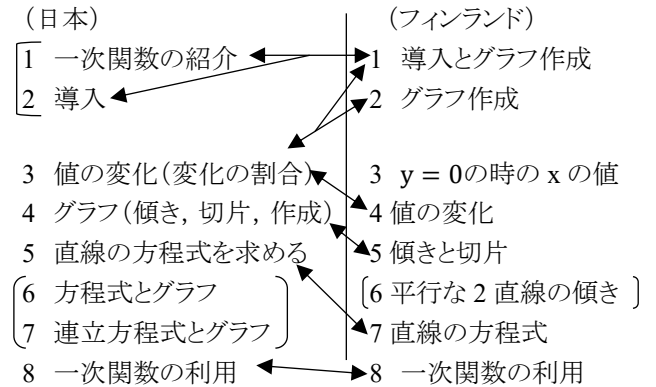 (日本) (フィンランド)
1 一次関数の紹介 1 導入とグラフ作成
2 導入 2 グラフ作成
3 値の変化(変化の割合) 3 y = 0の時の x の値
4 グラフ(傾き, 切片, 作成) 4 値の変化
5 直線の方程式を求める 5 傾きと切片
6 方程式とグラフ 6 平行な 2 直線の傾き
7 連立方程式とグラフ 7 直線の方程式
8 一次関数の利用 8 一次関数の利用